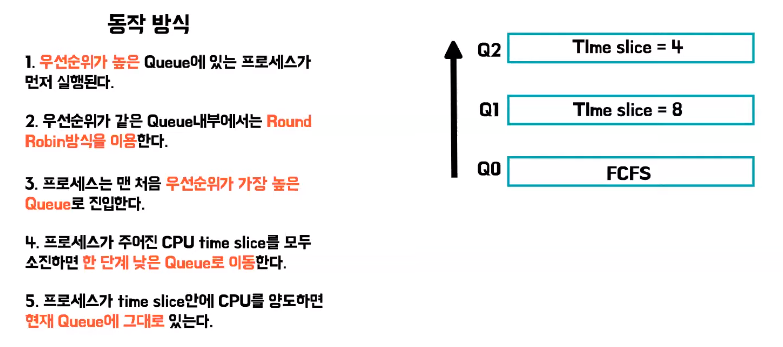 동작 방식
1. 우선순위가 높은 Queue에 있는 프로세스가
먼저 실행된다.
2. 우선순위가 같은 Queue내부에서는 Round
Robin방식을 이용한다.
3. 프로세스는 맨 처음 우선순위가 가장 높은
Queue로 진입한다.
4. 프로세스가 주어진 CPU time slice를 모두
소진하면 한 단계 낮은 Queue로 이동한다.
5. 프로세스가 time slice안에 CPU를 양도하면
현재 Queue에 그대로 있는다.
Q2 TIme slice = 4
Q1 TIme slice = 8
Q0 FCFS